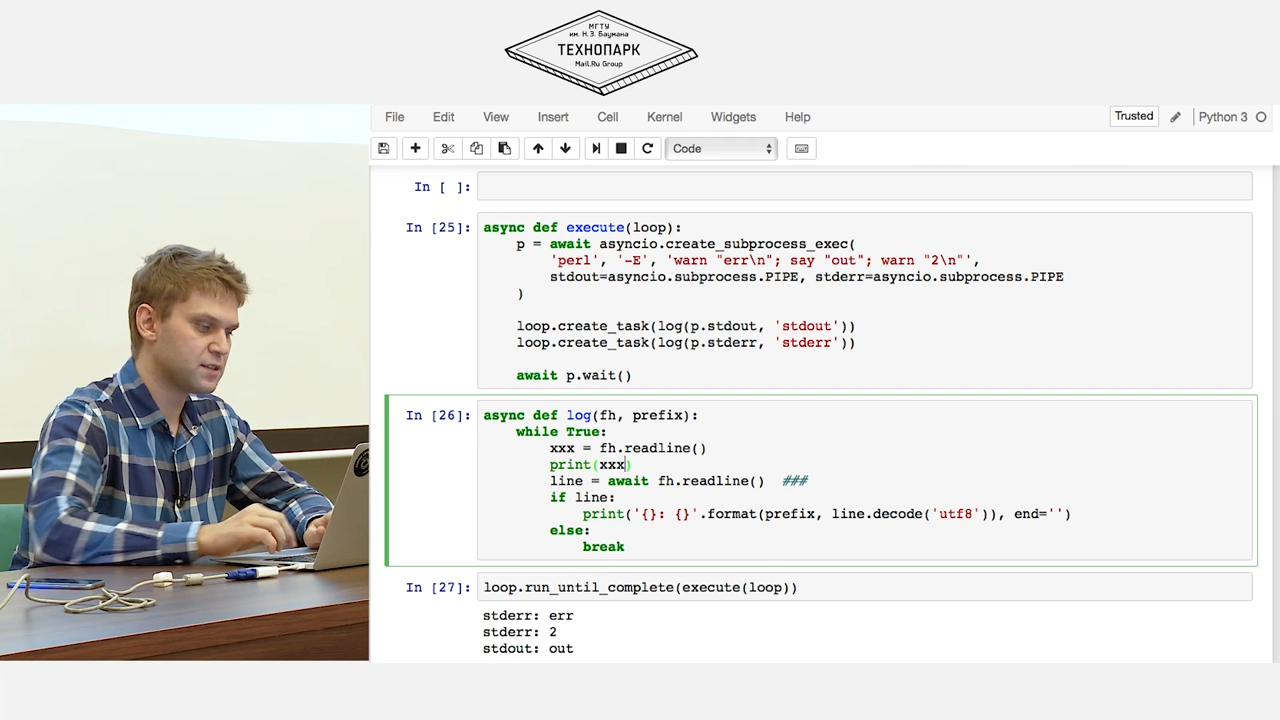 МГТУ
им. Н.Э. Баумана
ТЕХНОПАРК
Mail.Ru Group
File Edit View Insert Cell Kernel Widgets Help Trusted Python 3
Code
In [ ]:
In [25]: async def execute(loop):
p = await asyncio.create_subprocess_exec(
'perl', '-E', 'warn "err\n"; say "out"; warn "2\n"',
stdout=asyncio.subprocess.PIPE, stderr=asyncio.subprocess.PIPE
)
loop.create_task(log(p.stdout, 'stdout'))
loop.create_task(log(p.stderr, 'stderr'))
await p.wait()
In [26]: async def log(fh, prefix):
while True:
xxx = fh.readline()
print(xxx)
line = await fh.readline()  ###
if line:
print('{}: {}'.format(prefix, line.decode('utf8')), end='')
else:
break
In [27]: loop.run_until_complete(execute(loop))
stderr: err
stderr: 2
stdout: out